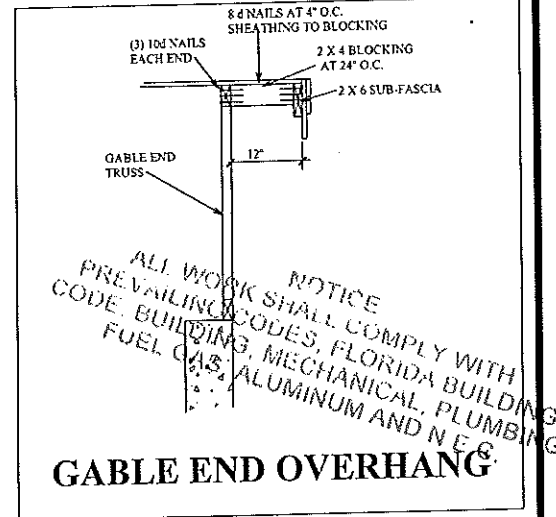 8 d NAILS AT 4" O.C.
SHEATHING TO BLOCKING
(3) 10d NAILS
EACH END
2 X 4 BLOCKING
AT 24" O.C.
2 X 6 SUB-FASCIA
12"
GABLE END
TRUSS
NOTICE
ALL WORK SHALL COMPLY WITH
PREVAILING CODES, FLORIDA BUILDING
CODE, BUILDING, MECHANICAL, PLUMBING
FUEL GAS, ALUMINUM AND N.E.C.
GABLE END OVERHANG